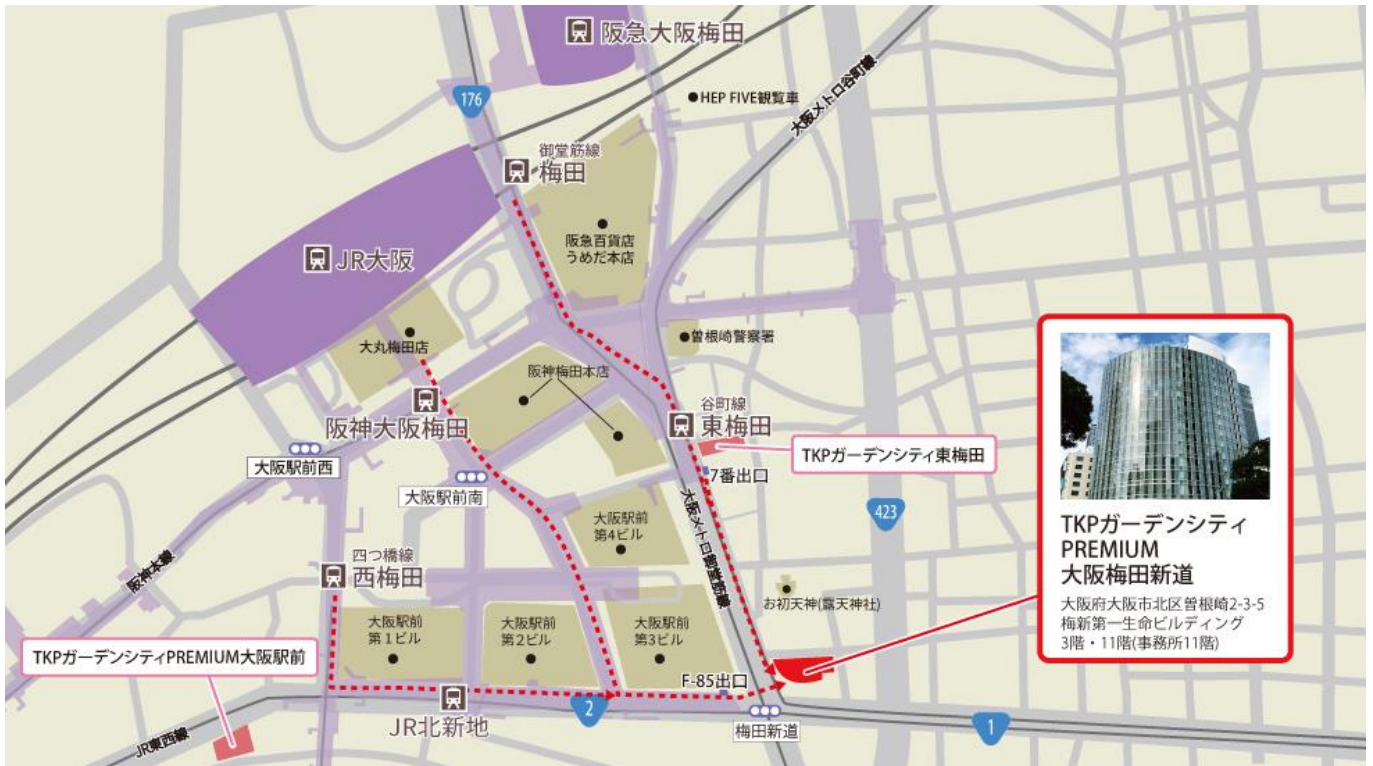 阪急大阪梅田
176
HEP FIVE観覧車
大阪メトロ谷町線
御堂筋線
梅田
阪急百貨店
うめだ本店
JR大阪
大丸梅田店
曽根崎警察署
阪神梅田本店
阪神大阪梅田
谷町線
東梅田
TKPガーデンシティ東梅田
大阪駅前西
7番出口
大阪駅前南
大阪メトロ御堂筋線
大阪駅前
第4ビル
423
TKPガーデンシティ
PREMIUM
大阪梅田新道
大阪府大阪市北区曽根崎2-3-5
梅新第一生命ビルディング
3階・11階(事務所11階)
阪神本線
四つ橋線
西梅田
お初天神(露天神社)
大阪駅前
第1ビル
大阪駅前
第2ビル
大阪駅前
第3ビル
TKPガーデンシティPREMIUM大阪駅前
F-85出口
JR北新地
2
梅田新道
1
JR東西線